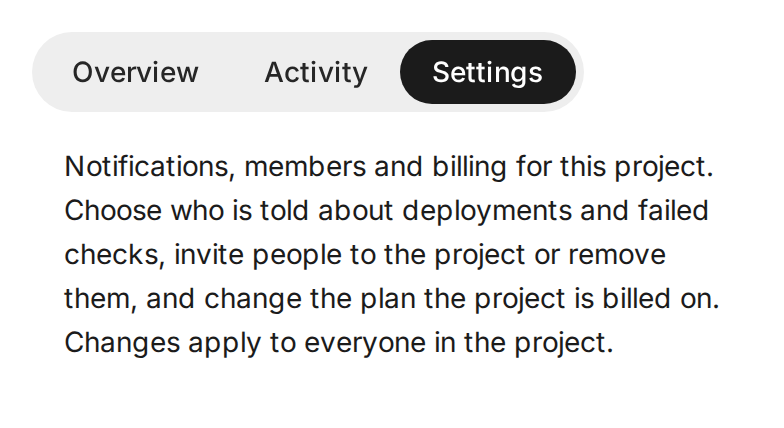 Overview Activity Settings
Notifications, members and billing for this project.
Choose who is told about deployments and failed
checks, invite people to the project or remove
them, and change the plan the project is billed on.
Changes apply to everyone in the project.